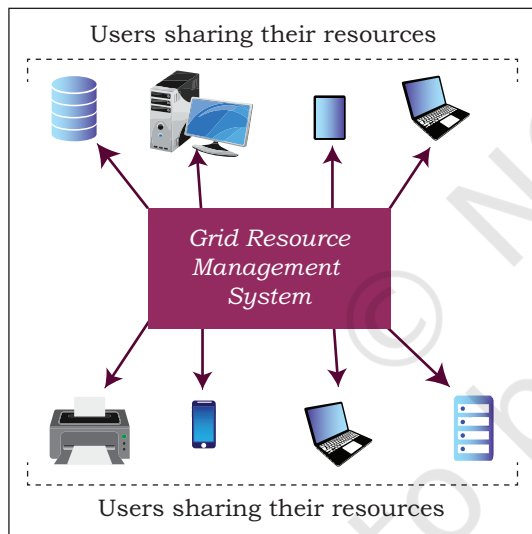 Users sharing their resources
Grid Resource
Management
System
Users sharing their resources